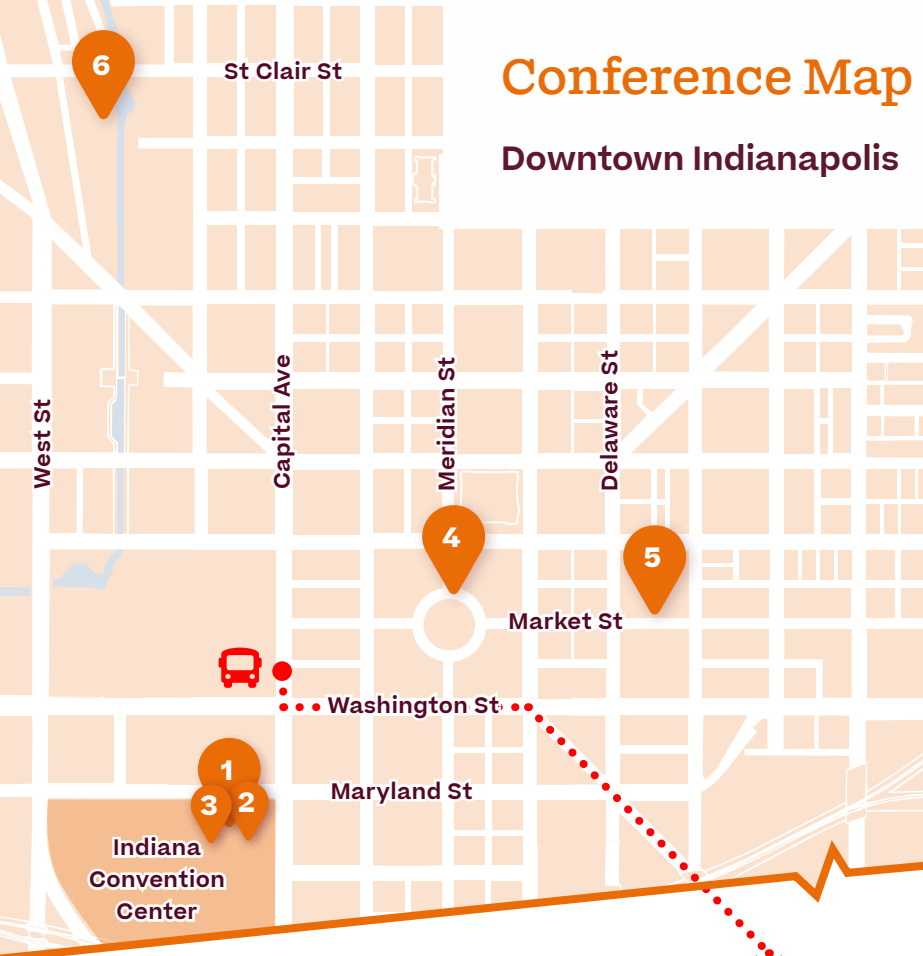 Conference Map
Downtown Indianapolis
6
St Clair St
West St
Capital Ave
Meridian St
Delaware St
4
5
Market St
Washington St
1
3
2
Maryland St
Indiana
Convention
Center